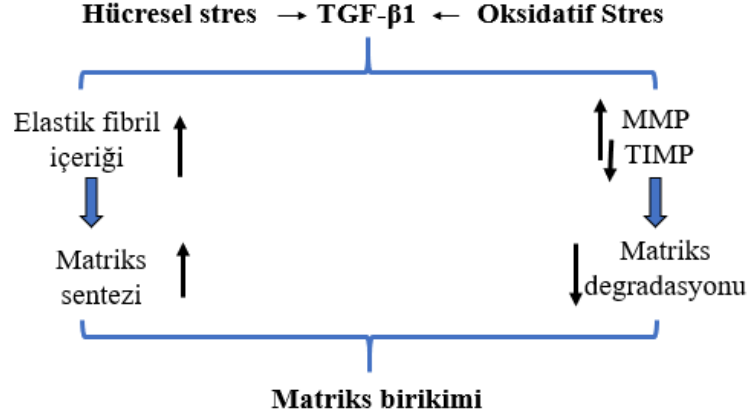 Hücresel stres → TGF-β1 ← Oksidatif Stres
Elastik fibril
içeriği
MMP
TIMP
Matriks
sentezi
Matriks
degradasyonu
Matriks birikimi